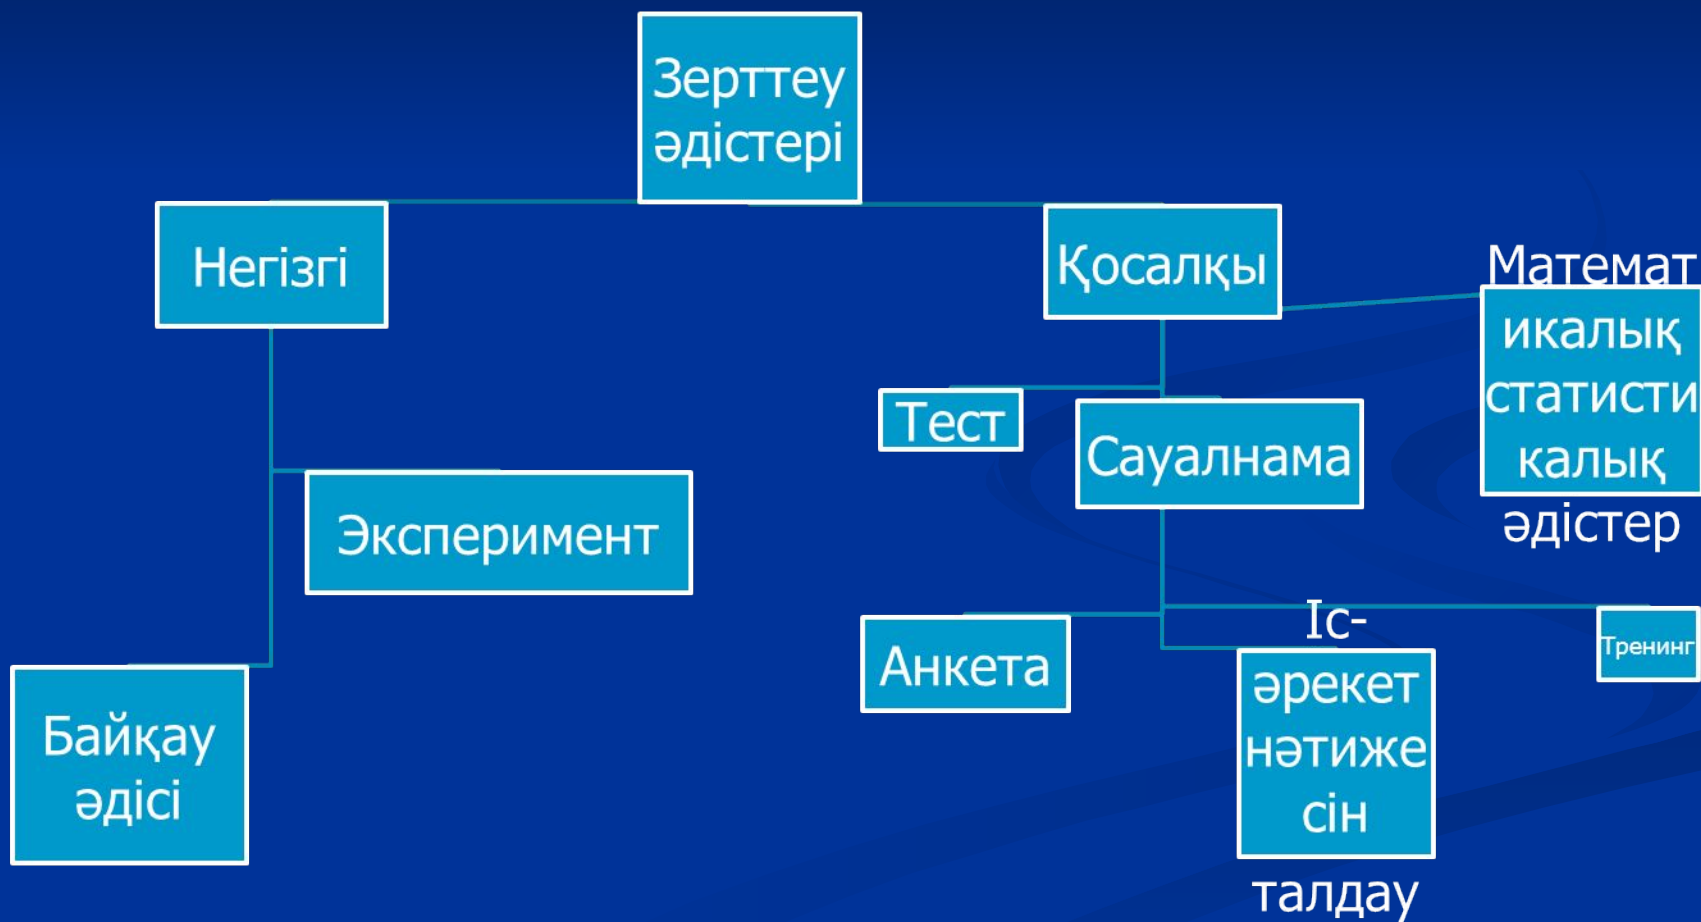 Зерттеу
әдістері
Негізгі
Қосалқы
Математ
икалық
статисти
калық
әдістер
Тест
Сауалнама
Эксперимент
Анкета
Іс-
әрекет
нәтиже
сін
талдау
Тренинг
Байқау
әдісі